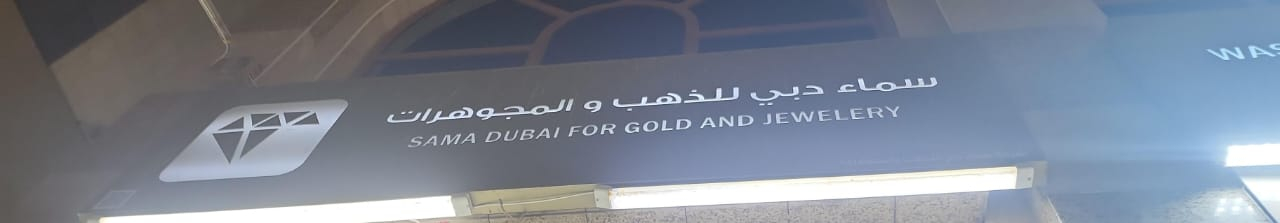 سماء دبي للذهب و المجوهرات
SAMA DUBAI FOR GOLD AND JEWELERY